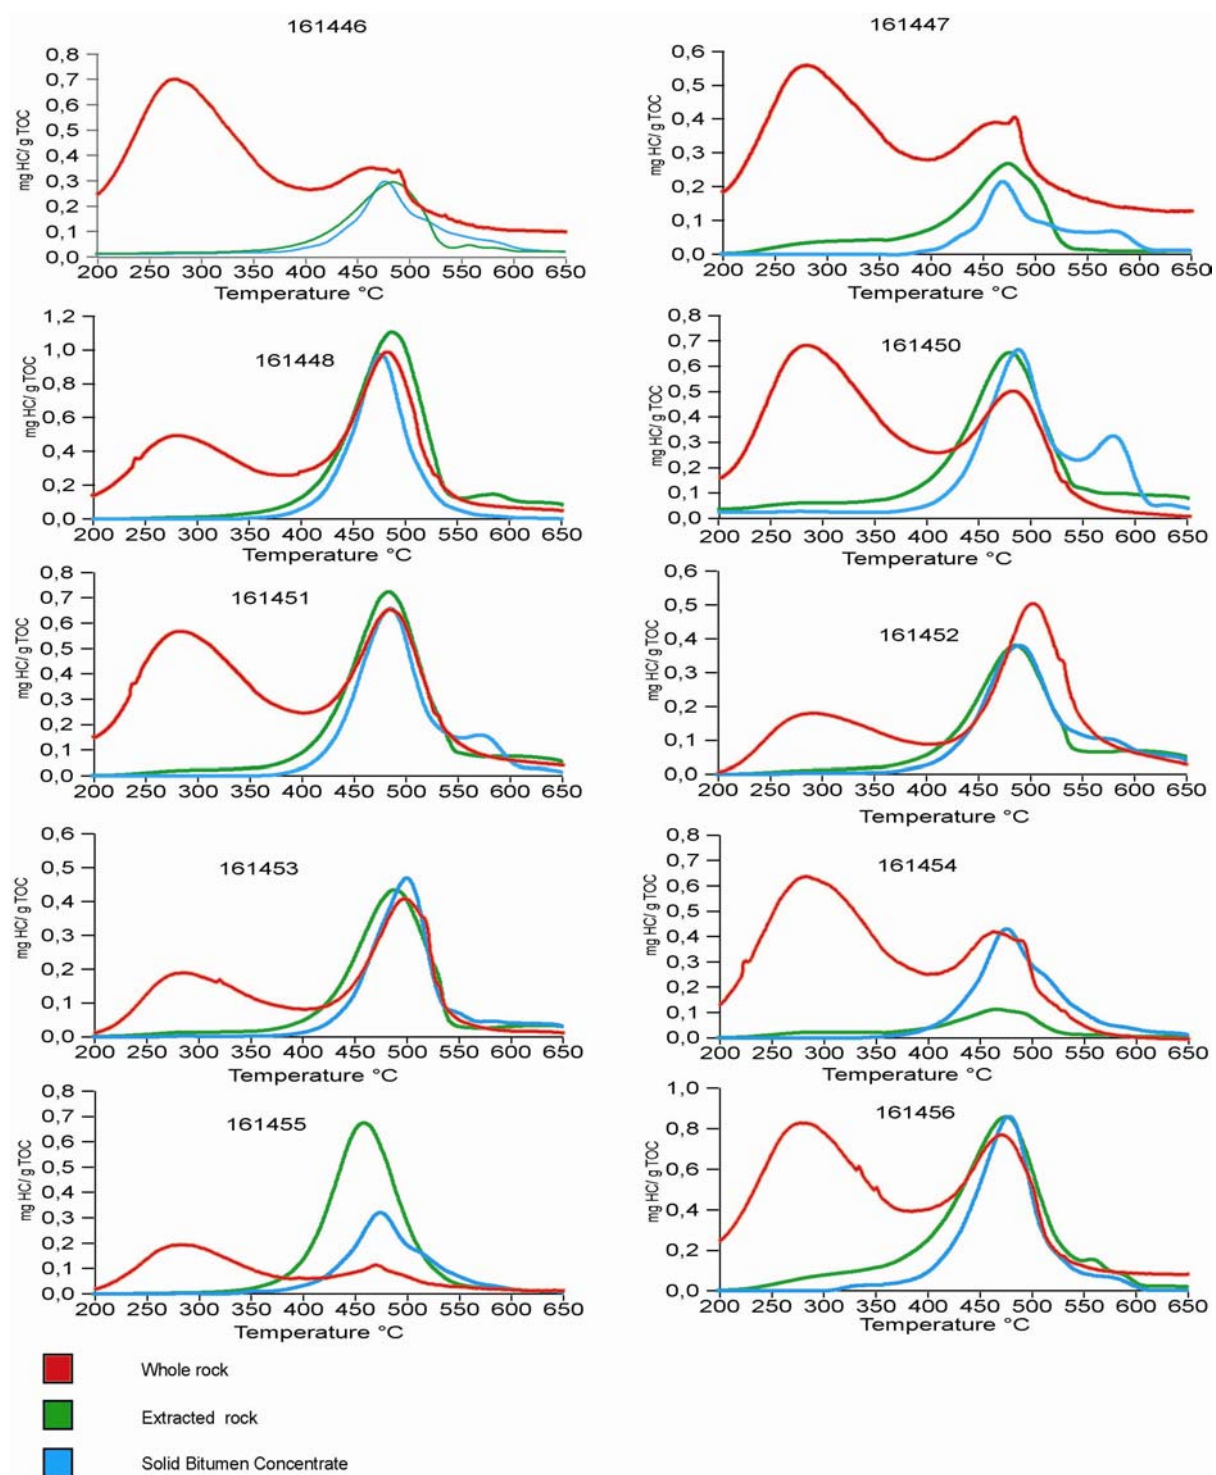 161446
mg HC/ g TOC
0,8
0,7
0,6
0,5
0,4
0,3
0,2
0,1
0,0
200 250 300 350 400 450 500 550 600 650
Temperature °C
161447
mg HC/ g TOC
0,6
0,5
0,4
0,3
0,2
0,1
0,0
200 250 300 350 400 450 500 550 600 650
Temperature °C
161448
mg HC/ g TOC
1,2
1,0
0,8
0,6
0,4
0,2
0,0
200 250 300 350 400 450 500 550 600 650
Temperature °C
161450
mg HC/ g TOC
0,8
0,7
0,6
0,5
0,4
0,3
0,2
0,1
0,0
200 250 300 350 400 450 500 550 600 650
Temperature °C
161451
mg HC/ g TOC
0,8
0,7
0,6
0,5
0,4
0,3
0,2
0,1
0,0
200 250 300 350 400 450 500 550 600 650
161452
mg HC/ g TOC
0,6
0,5
0,4
0,3
0,2
0,1
0,0
200 250 300 350 400 450 500 550 600 650
Temperature °C
161453
mg HC/ g TOC
0,6
0,5
0,4
0,3
0,2
0,1
0,0
200 250 300 350 400 450 500 550 600 650
Temperature °C
161454
mg HC/ g TOC
0,8
0,7
0,6
0,5
0,4
0,3
0,2
0,1
0,0
200 250 300 350 400 450 500 550 600 650
Temperature °C
161455
mg HC/ g TOC
0,8
0,7
0,6
0,5
0,4
0,3
0,2
0,1
0,0
200 250 300 350 400 450 500 550 600 650
Temperature °C
161456
mg HC/ g TOC
1,0
0,8
0,6
0,4
0,2
0,0
200 250 300 350 400 450 500 550 600 650
Temperature °C
Whole rock
Extracted rock
Solid Bitumen Concentrate